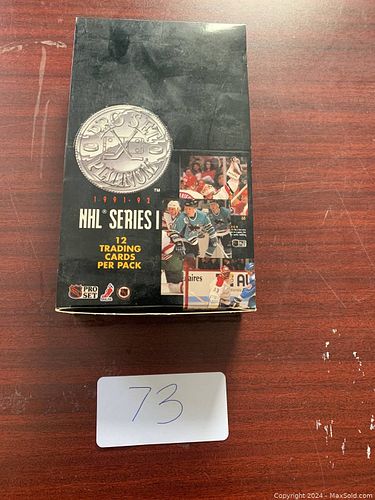 PRO SET
PLATINUM
TM
1991-92
NHL® SERIES I
12
TRADING
CARDS
PER PACK
PRO
SET
73
Copyright © 2024 - MaxSold.com